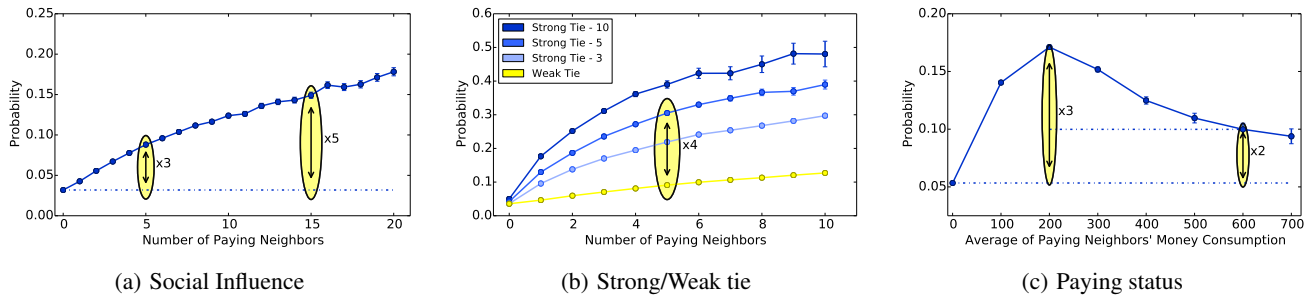 0.25
0.20
0.15
0.10
0.05
0.00
Probability
x3
x5
0
5
10
15
20
Number of Paying Neighbors
(a) Social Influence
0.6
0.5
0.4
0.3
0.2
0.1
0.0
Probability
Strong Tie - 10
Strong Tie - 5
Strong Tie - 3
Weak Tie
x4
0
2
4
6
8
10
Number of Paying Neighbors
(b) Strong/Weak tie
0.20
0.15
0.10
0.05
Probability
x3
x2
0
100
200
300
400
500
600
700
Average of Paying Neighbors' Money Consumption
(c) Paying status